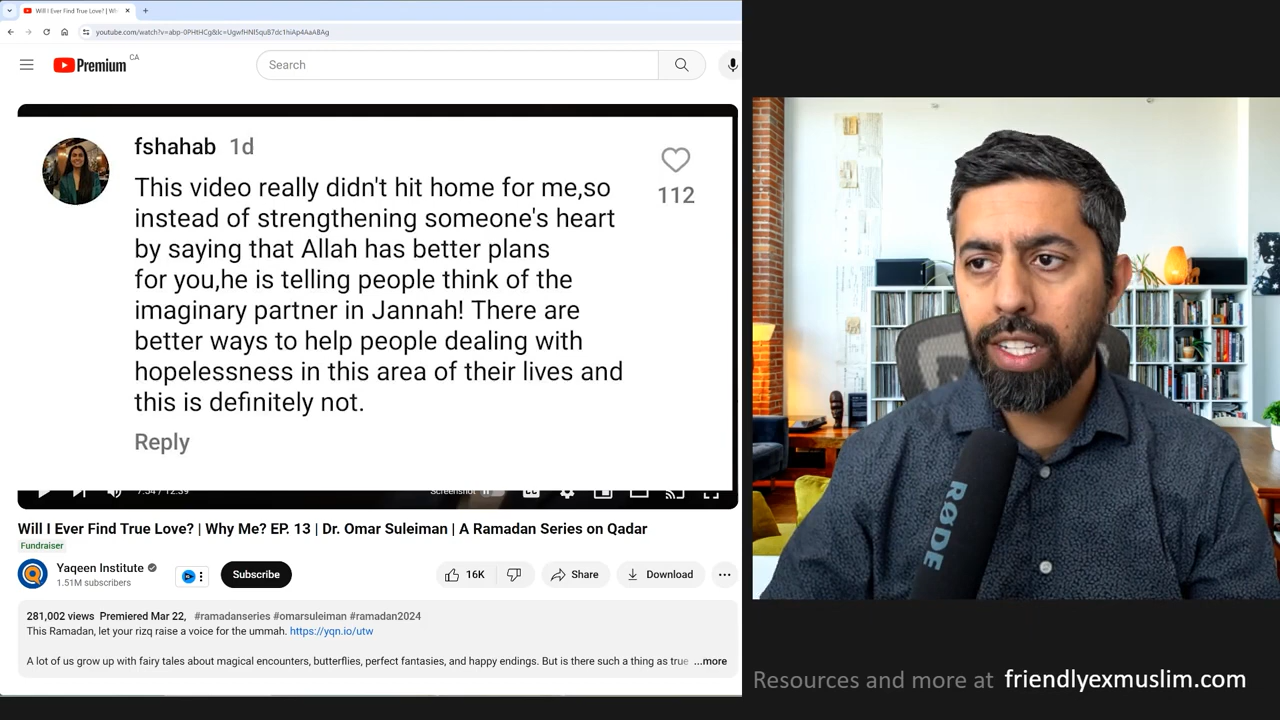 Will I Ever Find True Love? | Wh
youtube.com/watch?v=abp-0PHtHCg&lc=UgwfHNl5quB7dc1hiAp4AaABAg
Premium CA
Search
fshahab 1d
This video really didn't hit home for me,so
instead of strengthening someone's heart
by saying that Allah has better plans
for you,he is telling people think of the
imaginary partner in Jannah! There are
better ways to help people dealing with
hopelessness in this area of their lives and
this is definitely not.
112
Reply
7:54 / 12:39
Screenshot
Will I Ever Find True Love? | Why Me? EP. 13 | Dr. Omar Suleiman | A Ramadan Series on Qadar
Fundraiser
Yaqeen Institute
1.51M subscribers
Subscribe
16K
Share
Download
281,002 views Premiered Mar 22, #ramadanseries #omarsuleiman #ramadan2024
This Ramadan, let your rizq raise a voice for the ummah. https://yqn.io/utw
A lot of us grow up with fairy tales about magical encounters, butterflies, perfect fantasies, and happy endings. But is there such a thing as true ...more
RØDE
Resources and more at friendlyexmuslim.com